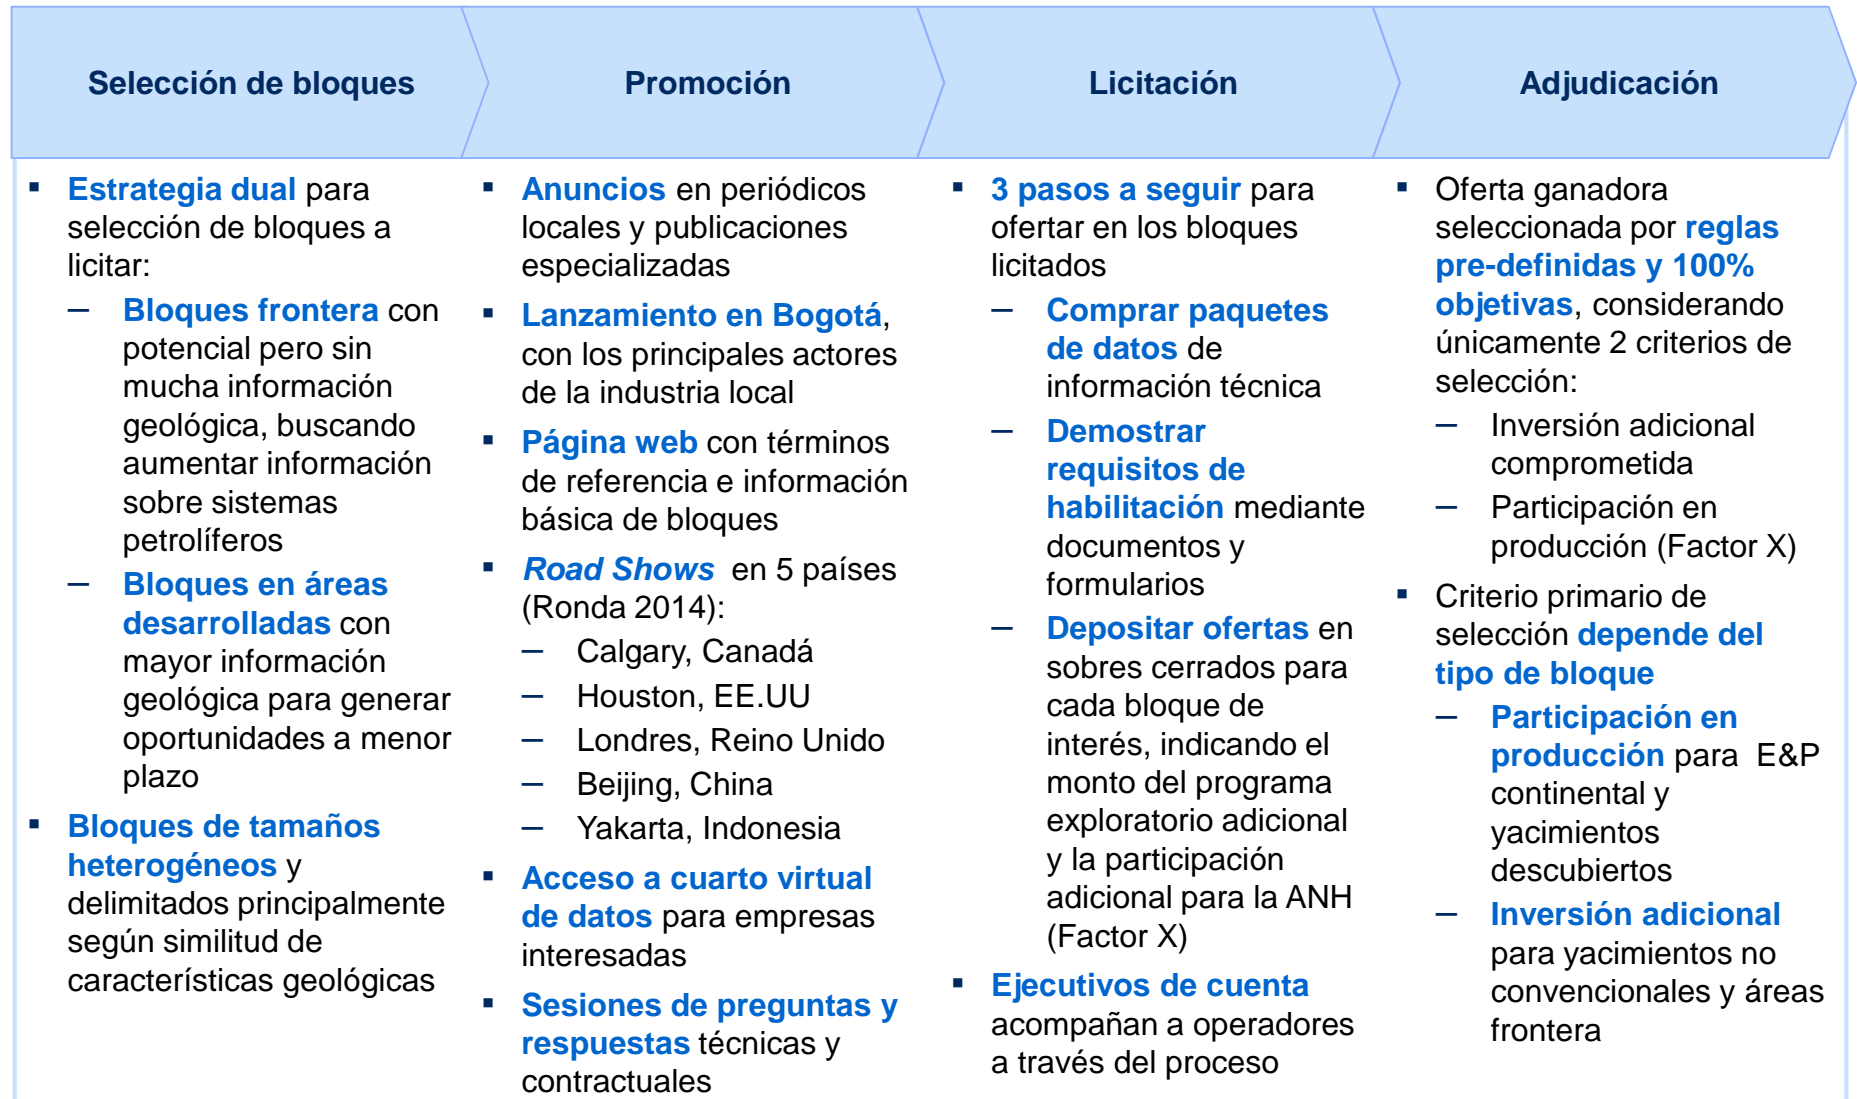 Selección de bloques
Promoción
Licitación
Adjudicación
▪ Estrategia dual para
selección de bloques a
licitar:
– Bloques frontera con
potencial pero sin
mucha información
geológica, buscando
aumentar información
sobre sistemas
petrolíferos
– Bloques en áreas
desarrolladas con
mayor información
geológica para generar
oportunidades a menor
plazo
▪ Bloques de tamaños
heterogéneos y
delimitados principalmente
según similitud de
características geológicas
▪ Anuncios en periódicos
locales y publicaciones
especializadas
▪ Lanzamiento en Bogotá,
con los principales actores
de la industria local
▪ Página web con términos
de referencia e información
básica de bloques
▪ Road Shows en 5 países
(Ronda 2014):
– Calgary, Canadá
– Houston, EE.UU
– Londres, Reino Unido
– Beijing, China
– Yakarta, Indonesia
▪ Acceso a cuarto virtual
de datos para empresas
interesadas
▪ Sesiones de preguntas y
respuestas técnicas y
contractuales
▪ 3 pasos a seguir para
ofertar en los bloques
licitados
– Comprar paquetes
de datos de
información técnica
– Demostrar
requisitos de
habilitación mediante
documentos y
formularios
– Depositar ofertas en
sobres cerrados para
cada bloque de
interés, indicando el
monto del programa
exploratorio adicional
y la participación
adicional para la ANH
(Factor X)
▪ Ejecutivos de cuenta
acompañan a operadores
a través del proceso
▪ Oferta ganadora
seleccionada por reglas
pre-definidas y 100%
objetivas, considerando
únicamente 2 criterios de
selección:
– Inversión adicional
comprometida
– Participación en
producción (Factor X)
▪ Criterio primario de
selección depende del
tipo de bloque
– Participación en
producción para E&P
continental y
yacimientos
descubiertos
– Inversión adicional
para yacimientos no
convencionales y áreas
frontera